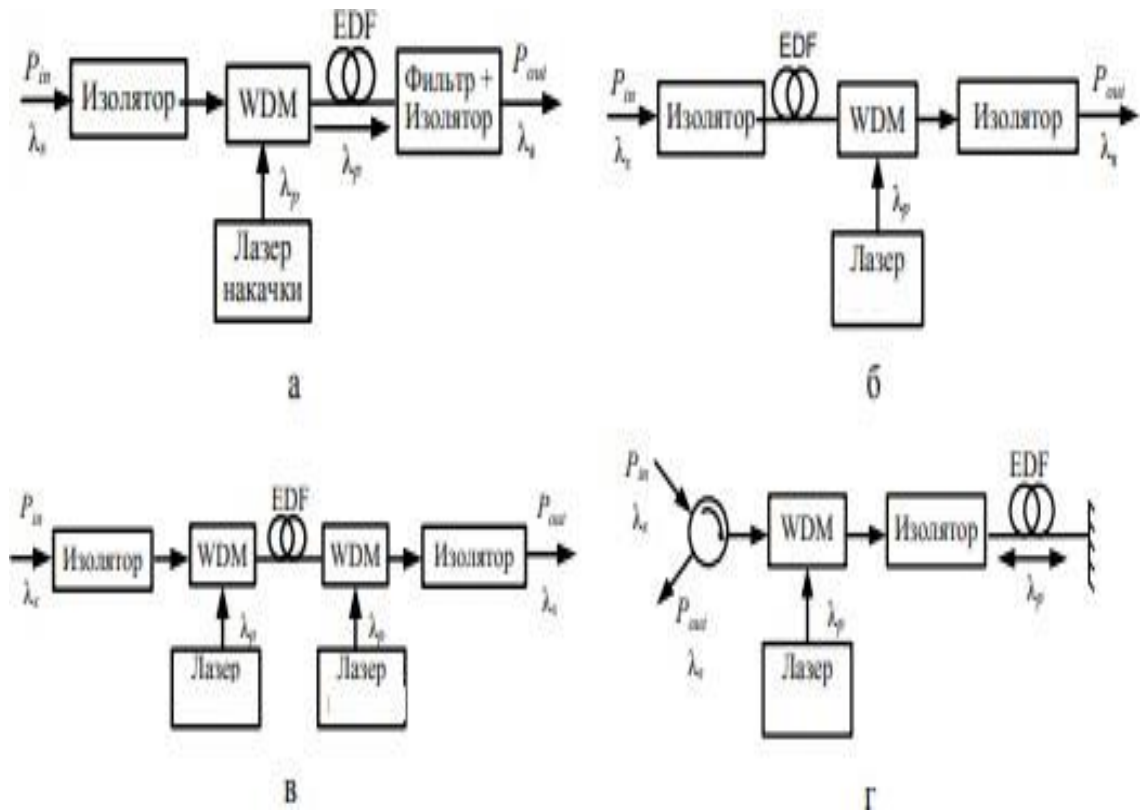 EDF
P_in
P_out
Изолятор
WDM
Фильтр +
Изолятор
λ_s
λ_p
λ_s
λ_p
Лазер
накачки
а
EDF
P_in
P_out
Изолятор
WDM
Изолятор
λ_s
λ_s
λ_p
Лазер
б
EDF
P_in
P_out
Изолятор
WDM
WDM
Изолятор
λ_s
λ_s
λ_p
λ_p
Лазер
Лазер
в
P_in
EDF
λ_s
WDM
Изолятор
P_out
λ_p
λ_p
λ_s
Лазер
г